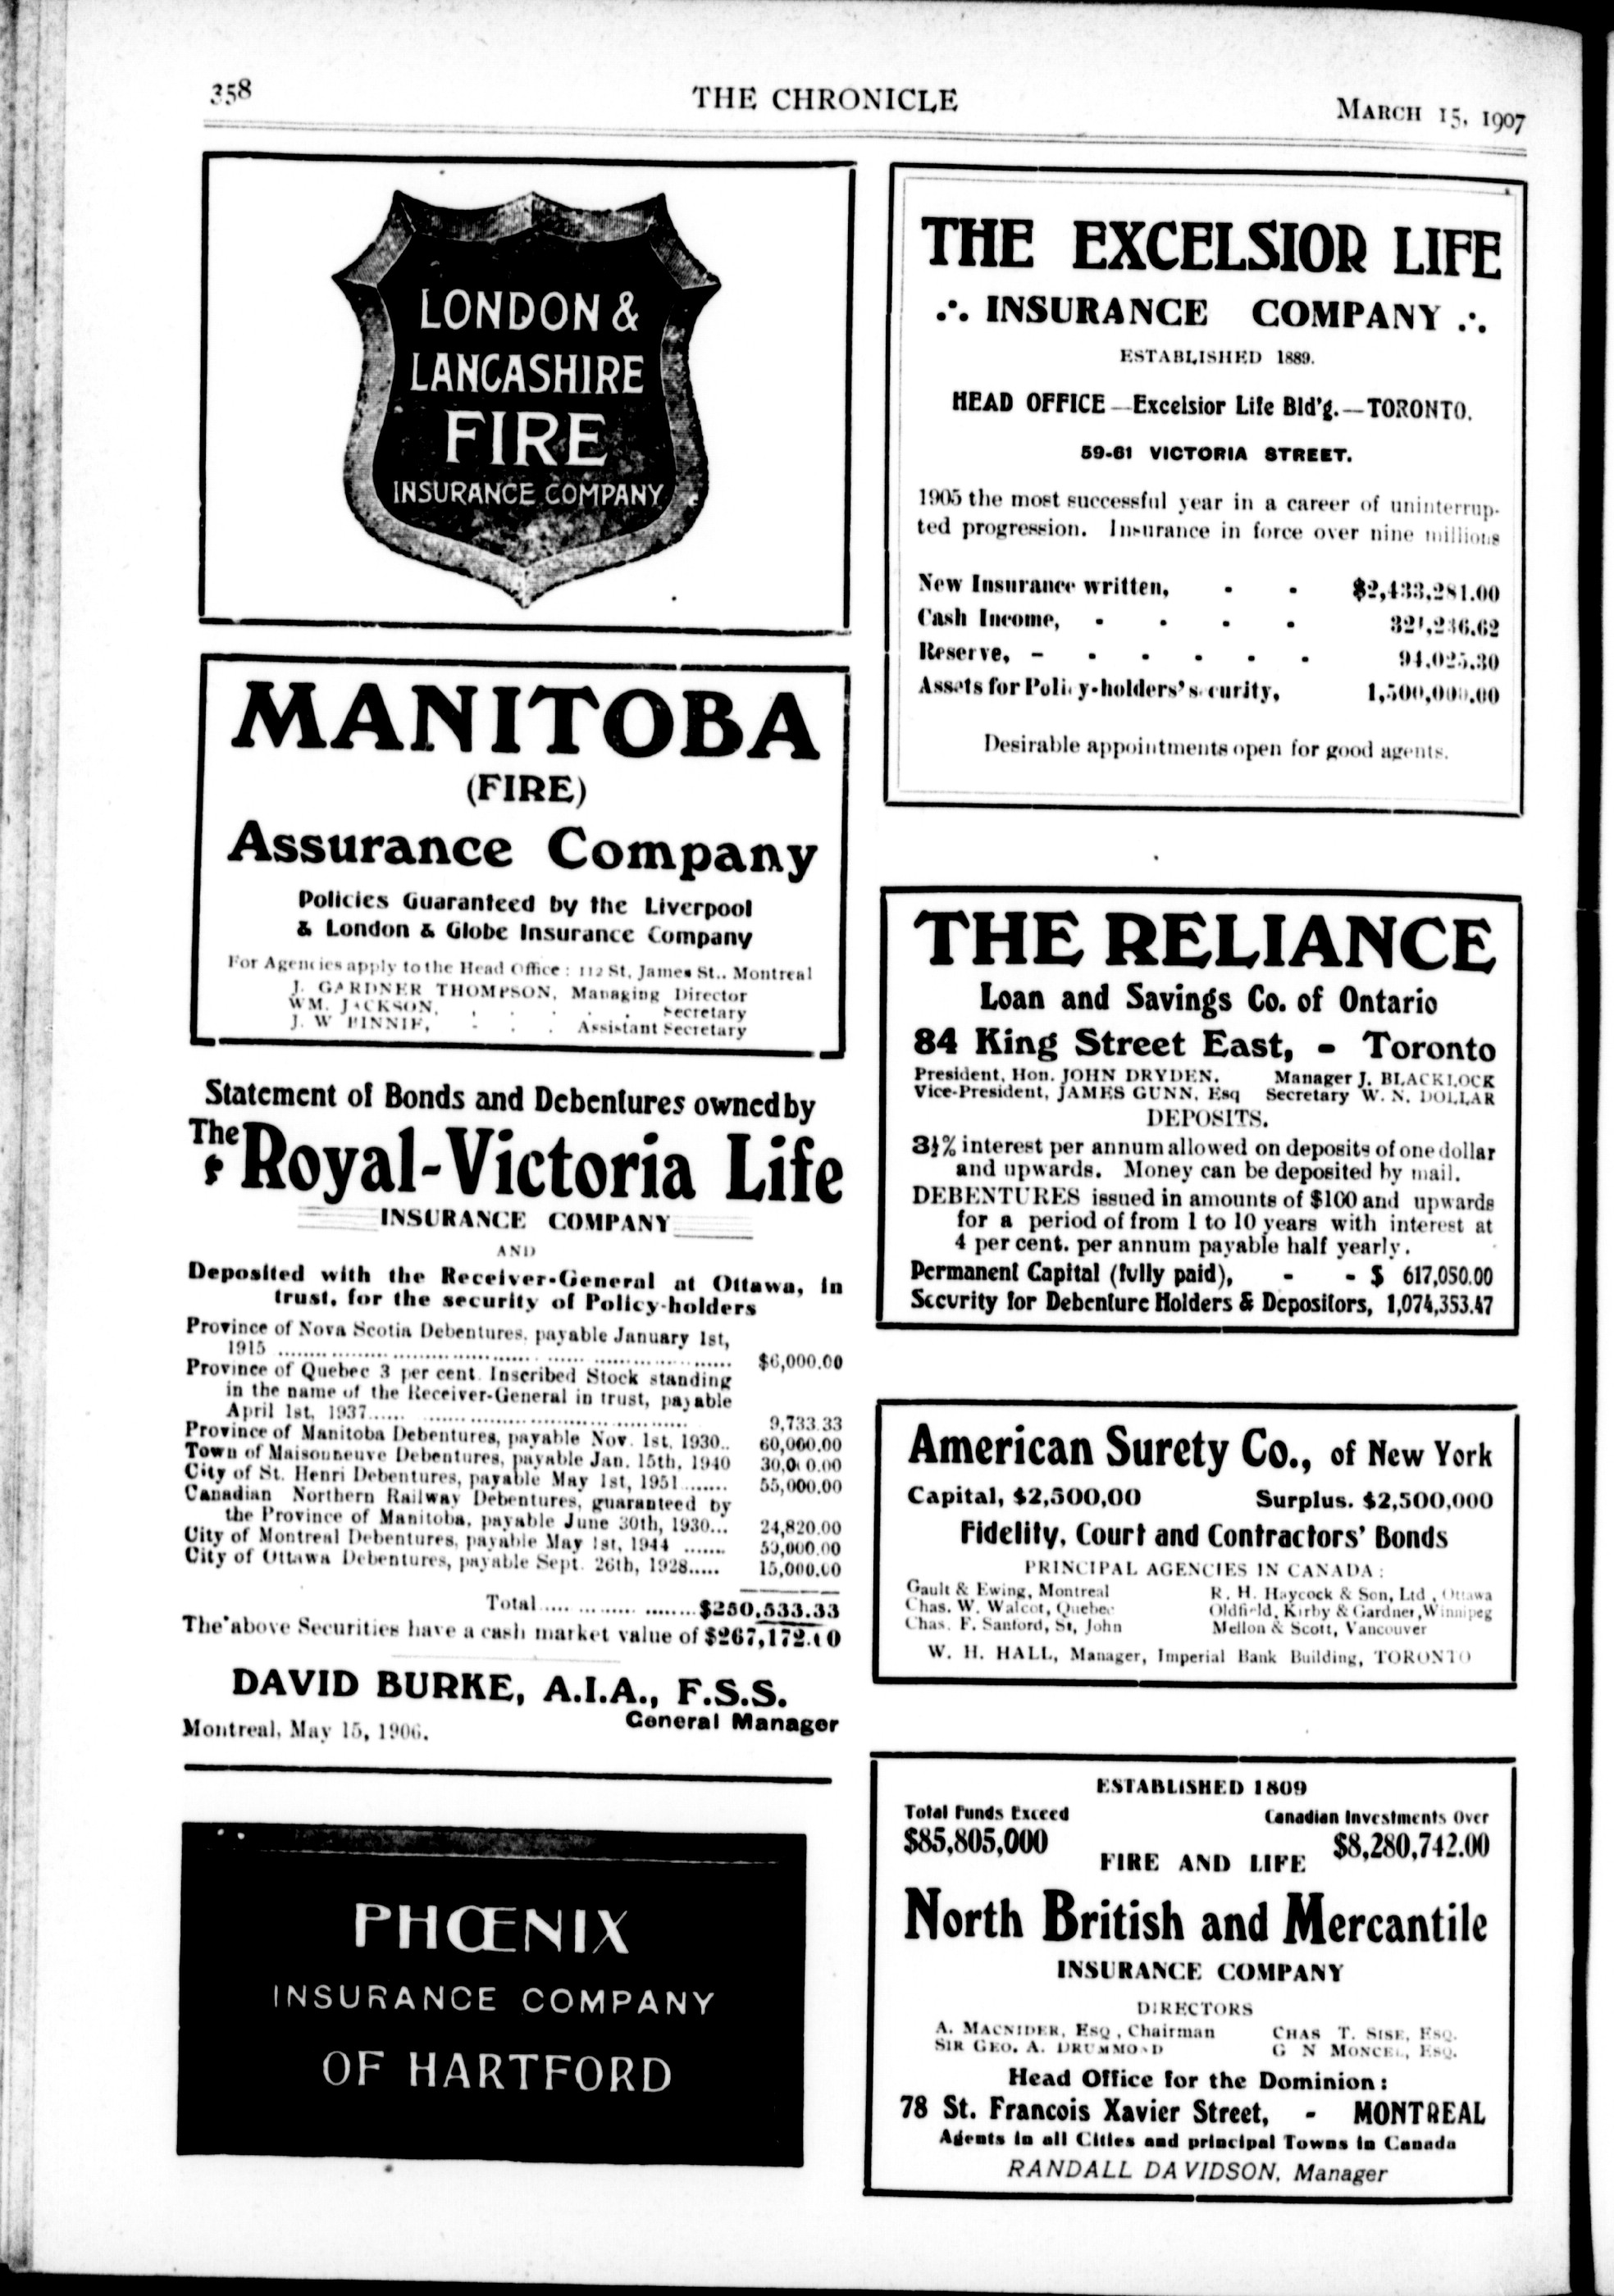 358
THE CHRONICLE
MARCH 15, 1907
LONDON &
LANCASHIRE
FIRE
INSURANCE COMPANY
MANITOBA
(FIRE)
Assurance Company
Policies Guaranteed by the Liverpool
& London & Globe Insurance Company
For Agencies apply to the Head Office : 112 St. James St.. Montreal
J. GARDNER THOMPSON, Managing Director
WM. JACKSON, . . . . . Secretary
J. W BINNIE, - . . Assistant Secretary
Statement of Bonds and Debentures owned by
The Royal-Victoria Life
INSURANCE COMPANY
AND
Deposited with the Receiver-General at Ottawa, in
trust, for the security of Policy-holders
Province of Nova Scotia Debentures, payable January 1st,
1915 ........ $6,000.00
Province of Quebec 3 per cent. Inscribed Stock standing
in the name of the Receiver-General in trust, payable
April 1st, 1937...... 9,733.33
Province of Manitoba Debentures, payable Nov. 1st, 1930.. 60,000.00
Town of Maisonneuve Debentures, payable Jan. 15th, 1940 30,000.00
City of St. Henri Debentures, payable May 1st, 1951........ 55,000.00
Canadian Northern Railway Debentures, guaranteed by
the Province of Manitoba, payable June 30th, 1930... 24,820.00
City of Montreal Debentures, payable May 1st, 1944 ....... 50,000.00
City of Ottawa Debentures, payable Sept. 26th, 1928..... 15,000.00
Total..... $250,533.33
The above Securities have a cash market value of $267,172.60
DAVID BURKE, A.I.A., F.S.S.
General Manager
Montreal, May 15, 1906.
PHŒNIX
INSURANCE COMPANY
OF HARTFORD
THE EXCELSIOR LIFE
∴ INSURANCE COMPANY ∴
ESTABLISHED 1889.
HEAD OFFICE—Excelsior Life Bld'g.—TORONTO.
59-61 VICTORIA STREET.
1905 the most successful year in a career of uninterrup-
ted progression. Insurance in force over nine millions
New Insurance written, - - $2,433,281.00
Cash Income, - - - - 321,236.62
Reserve, - - - - - - 94,025.30
Assets for Policy-holders' security, 1,500,000.00
Desirable appointments open for good agents.
THE RELIANCE
Loan and Savings Co. of Ontario
84 King Street East, - Toronto
President, Hon. JOHN DRYDEN. Manager J. BLACKLOCK
Vice-President, JAMES GUNN, Esq Secretary W. N. DOLLAR
DEPOSITS.
3½% interest per annum allowed on deposits of one dollar
and upwards. Money can be deposited by mail.
DEBENTURES issued in amounts of $100 and upwards
for a period of from 1 to 10 years with interest at
4 per cent. per annum payable half yearly.
Permanent Capital (fully paid), - - $ 617,050.00
Security for Debenture Holders & Depositors, 1,074,353.47
American Surety Co., of New York
Capital, $2,500,00 Surplus. $2,500,000
Fidelity, Court and Contractors' Bonds
PRINCIPAL AGENCIES IN CANADA :
Gault & Ewing, Montreal R. H. Haycock & Son, Ltd , Ottawa
Chas. W. Walcot, Quebec Oldfield, Kirby & Gardner, Winnipeg
Chas. F. Sanford, St, John Mellon & Scott, Vancouver
W. H. HALL, Manager, Imperial Bank Building, TORONTO
ESTABLISHED 1809
Total Funds Exceed Canadian Investments Over
$85,805,000 $8,280,742.00
FIRE AND LIFE
North British and Mercantile
INSURANCE COMPANY
DIRECTORS
A. MACNIDER, ESQ , Chairman CHAS T. SISE, ESQ.
SIR GEO. A. DRUMMOND G N MONCEL, ESQ.
Head Office for the Dominion :
78 St. Francois Xavier Street, - MONTREAL
Agents in all Cities and principal Towns in Canada
RANDALL DAVIDSON, Manager